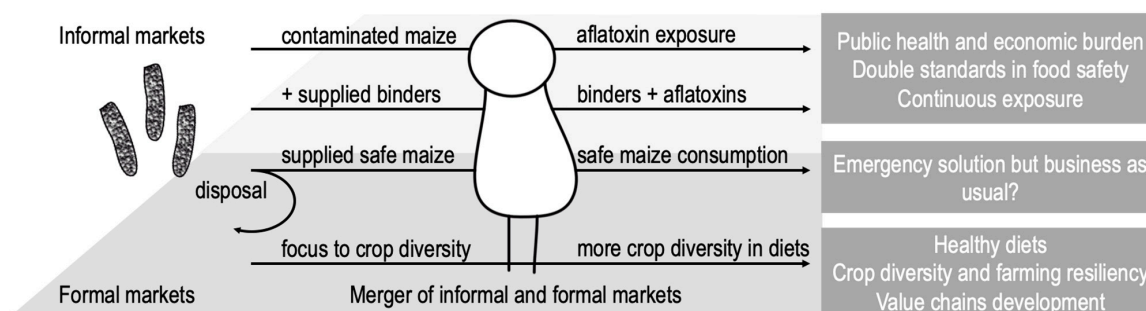 Informal markets
contaminated maize
aflatoxin exposure
+ supplied binders
binders + aflatoxins
supplied safe maize
safe maize consumption
disposal
focus to crop diversity
more crop diversity in diets
Formal markets
Merger of informal and formal markets
Public health and economic burden
Double standards in food safety
Continuous exposure
Emergency solution but business as
usual?
Healthy diets
Crop diversity and farming resiliency
Value chains development